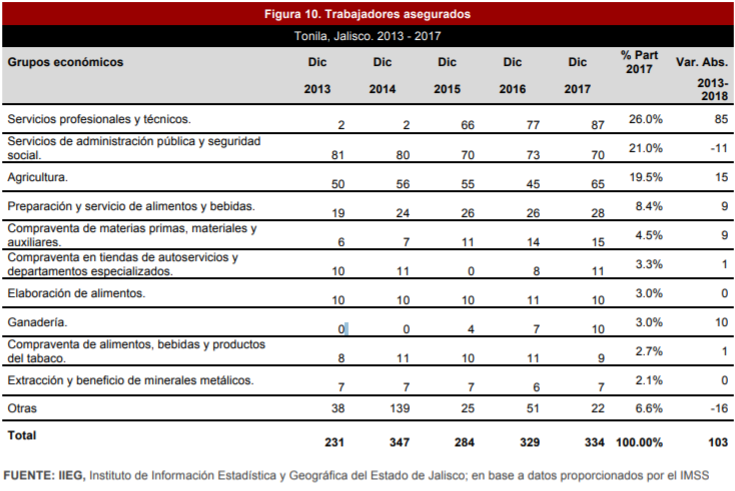 Figura 10. Trabajadores asegurados
Tonila, Jalisco. 2013 - 2017
Grupos económicos Dic Dic Dic Dic Dic % Part 2017 Var. Abs.
2013 2014 2015 2016 2017 2013-2018
Servicios profesionales y técnicos. 2 2 66 77 87 26.0% 85
Servicios de administración pública y seguridad
social. 81 80 70 73 70 21.0% -11
Agricultura. 50 56 55 45 65 19.5% 15
Preparación y servicio de alimentos y bebidas. 19 24 26 26 28 8.4% 9
Compraventa de materias primas, materiales y
auxiliares. 6 7 11 14 15 4.5% 9
Compraventa en tiendas de autoservicios y
departamentos especializados. 10 11 0 8 11 3.3% 1
Elaboración de alimentos. 10 10 10 11 10 3.0% 0
Ganadería. 0 0 4 7 10 3.0% 10
Compraventa de alimentos, bebidas y productos
del tabaco. 8 11 10 11 9 2.7% 1
Extracción y beneficio de minerales metálicos. 7 7 7 6 7 2.1% 0
Otras 38 139 25 51 22 6.6% -16
Total 231 347 284 329 334 100.00% 103
FUENTE: IIEG, Instituto de Información Estadística y Geográfica del Estado de Jalisco; en base a datos proporcionados por el IMSS